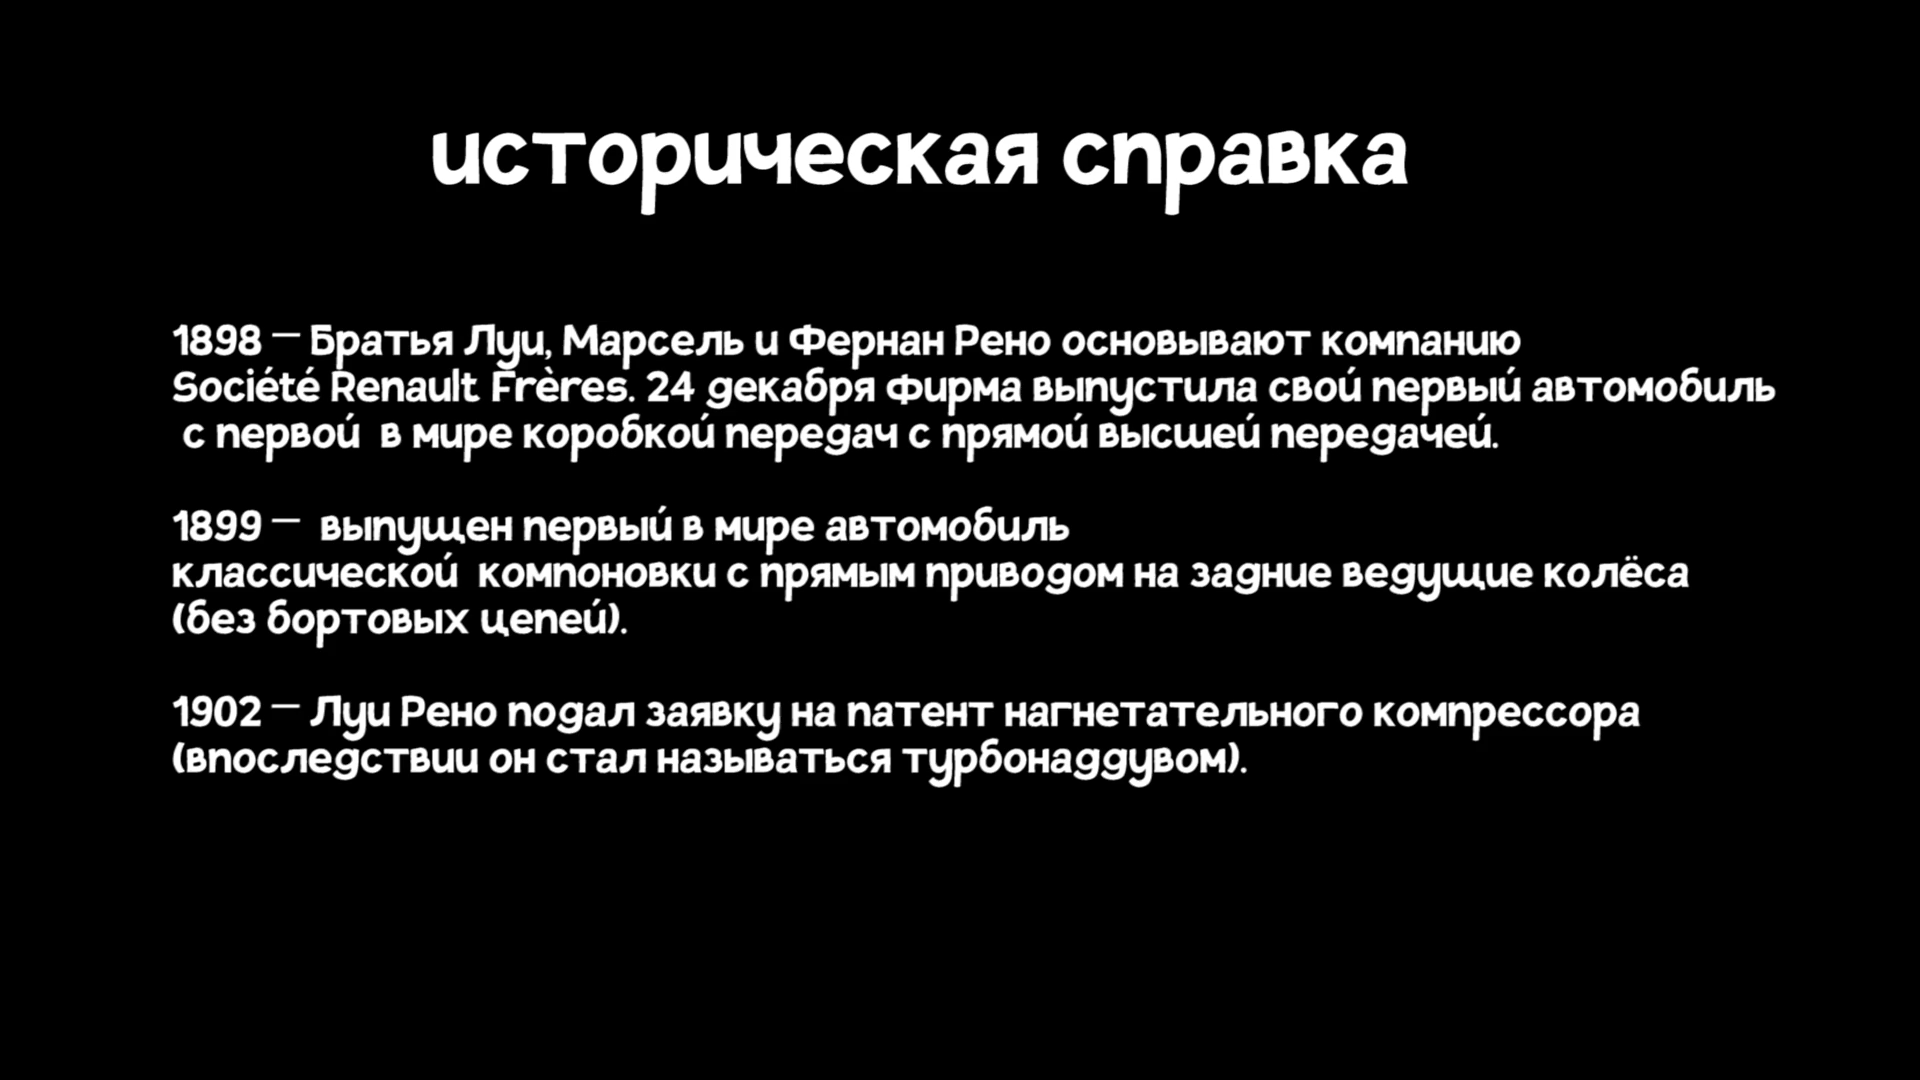 историческая справка
1898 — Братья Луи, Марсель и Фернан Рено основывают компанию
Société Renault Frères. 24 декабря фирма выпустила свой первый автомобиль
с первой в мире коробкой передач с прямой высшей передачей.
1899 — выпущен первый в мире автомобиль
классической компоновки с прямым приводом на задние ведущие колёса
(без бортовых цепей).
1902 — Луи Рено подал заявку на патент нагнетательного компрессора
(впоследствии он стал называться турбонаддувом).